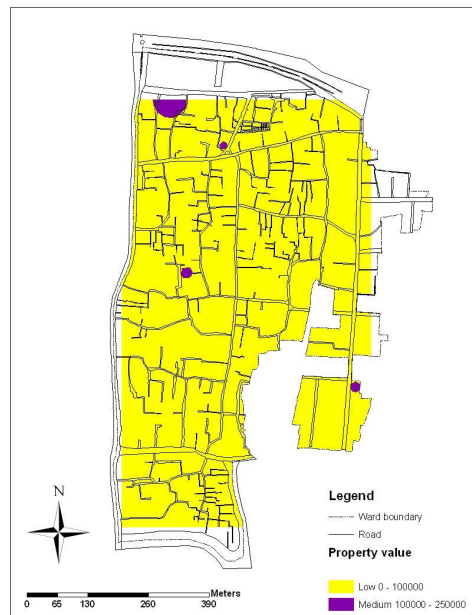 N
Legend
Ward boundary
Road
Property value
Low 0 - 100000
Medium 100000 - 250000
Meters
0 65 130 260 390